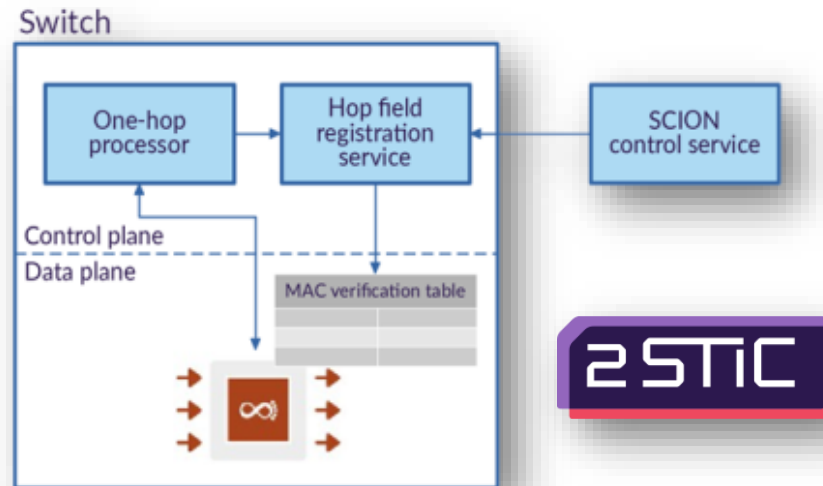 Switch
One-hop
processor
Hop field
registration
service
SCION
control service
Control plane
Data plane
MAC verification table
2STiC